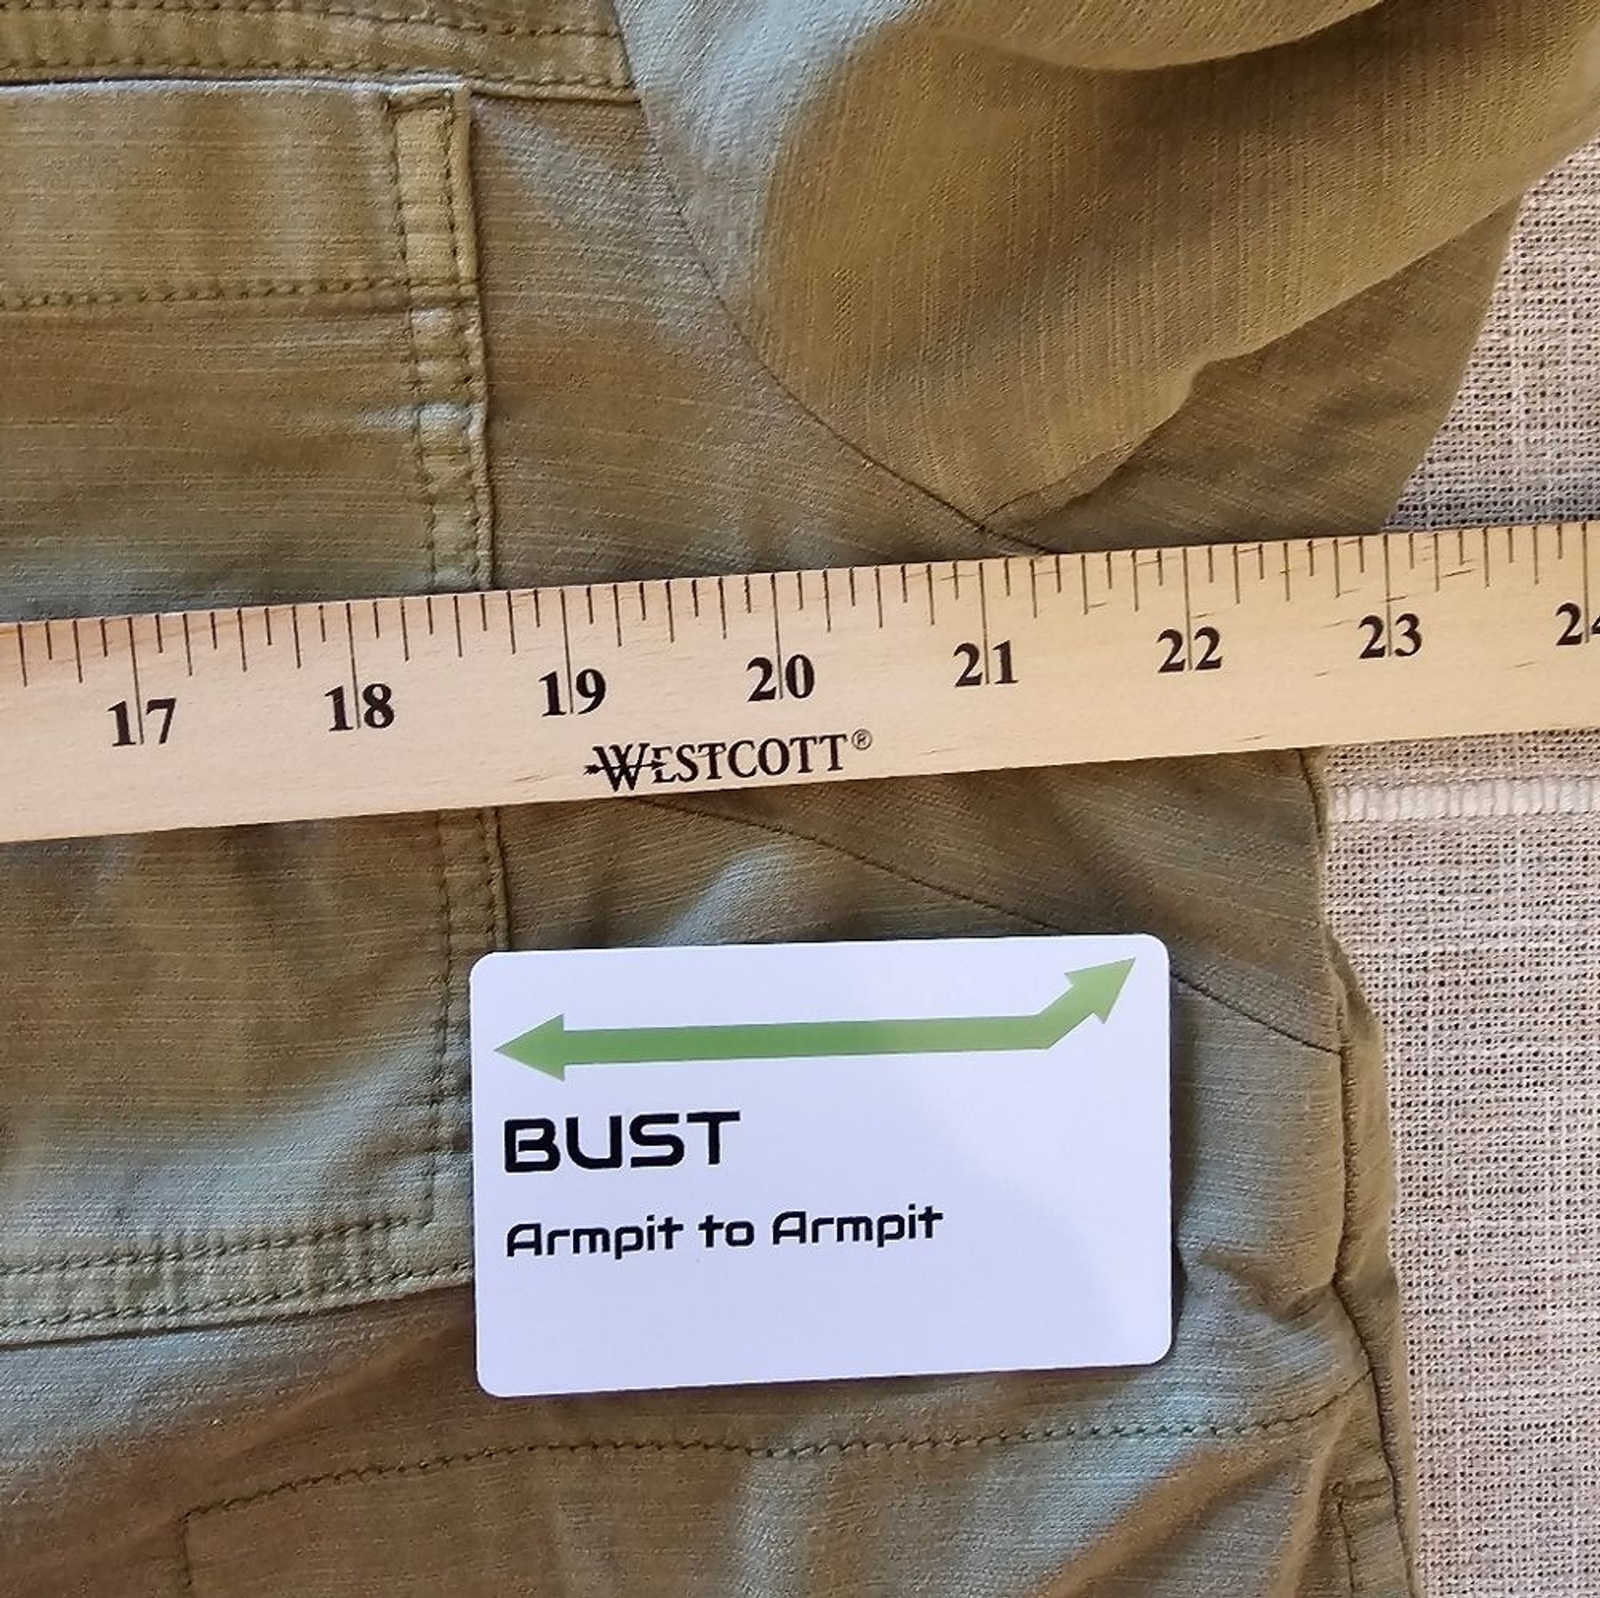 17 18 19 20 21 22 23 24
WESTCOTT®
BUST
Armpit to Armpit